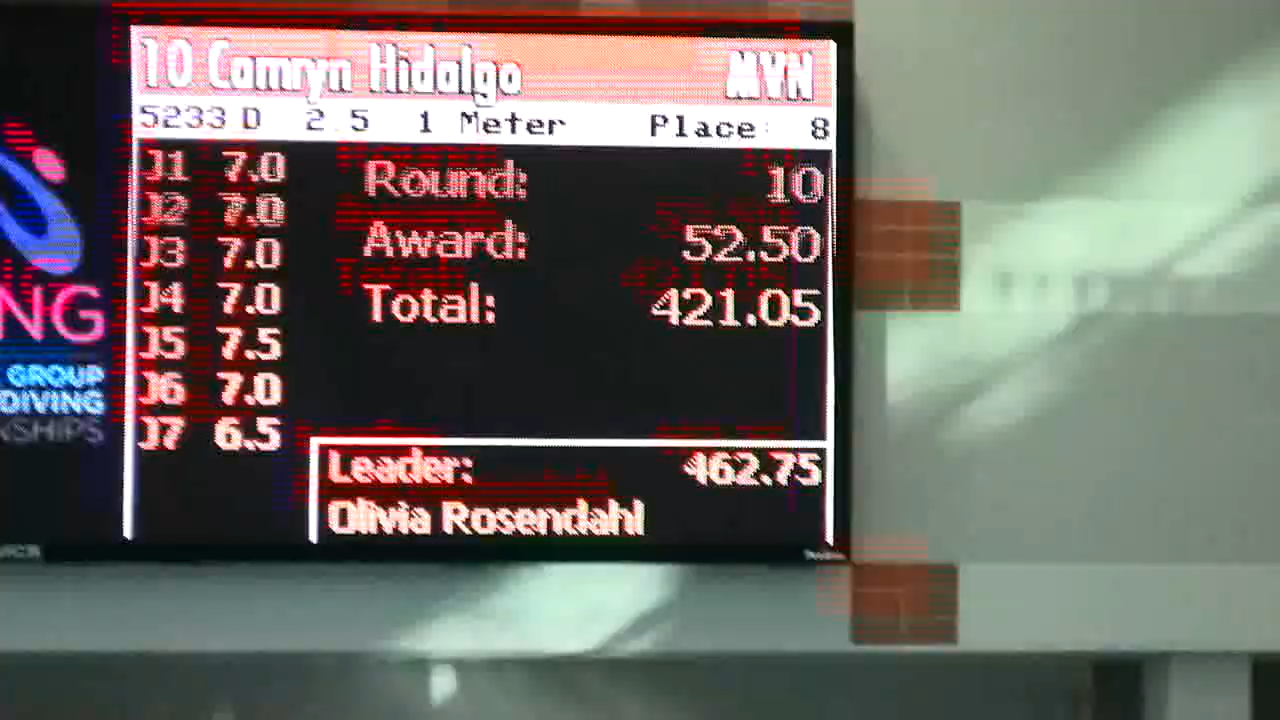 10 Camryn Hidalgo MVN
5233 D 2.5 1 Meter Place: 8
J1 7.0 Round: 10
J2 7.0
J3 7.0 Award: 52.50
J4 7.0 Total: 421.05
J5 7.5
J6 7.0
J7 6.5
Leader: 462.75
Olivia Rosendahl
NG
GROUP
DIVING
KSHIPS